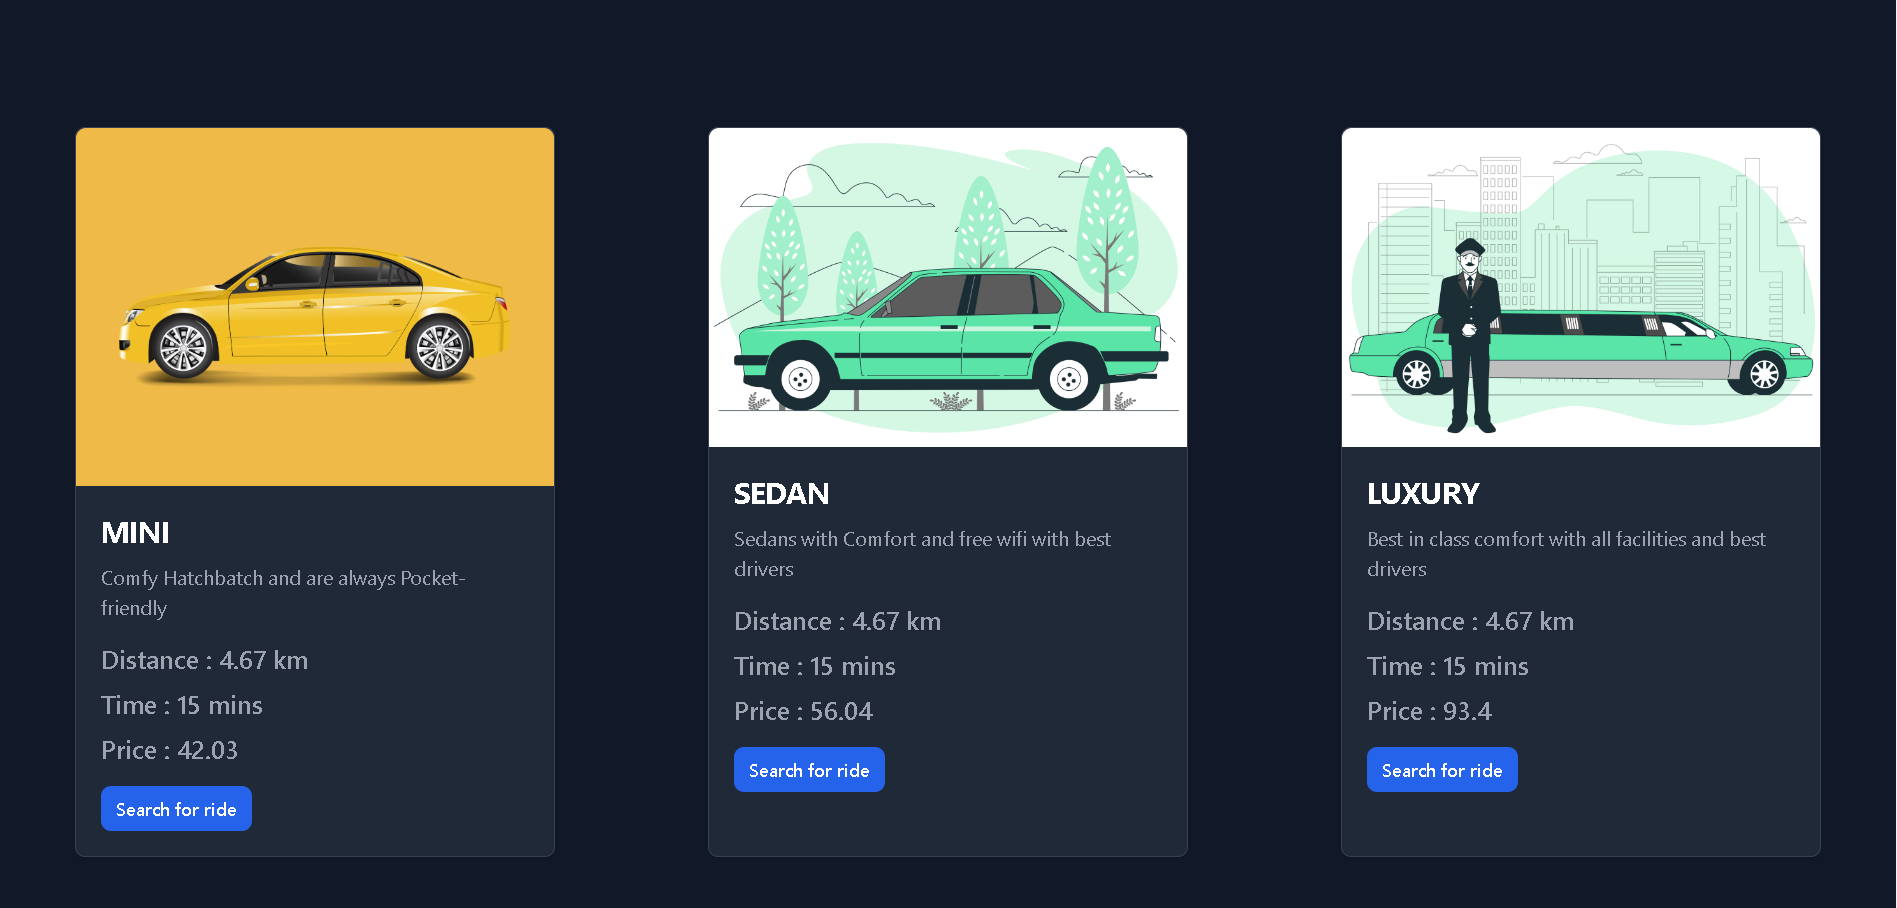 MINI
Comfy Hatchbatch and are always Pocket-
friendly
Distance : 4.67 km
Time : 15 mins
Price : 42.03
Search for ride
SEDAN
Sedans with Comfort and free wifi with best
drivers
Distance : 4.67 km
Time : 15 mins
Price : 56.04
Search for ride
LUXURY
Best in class comfort with all facilities and best
drivers
Distance : 4.67 km
Time : 15 mins
Price : 93.4
Search for ride